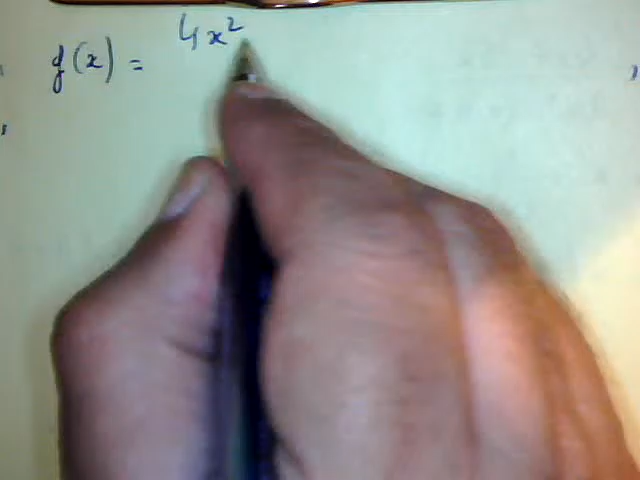 f(x) = 4x²